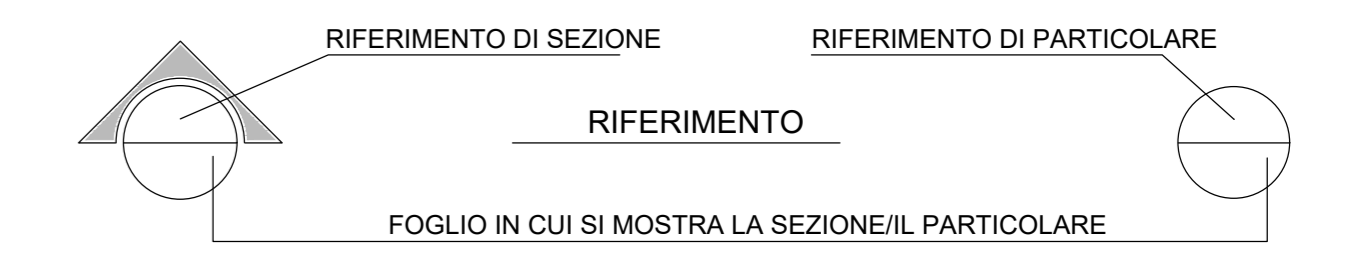 RIFERIMENTO DI SEZIONE
RIFERIMENTO DI PARTICOLARE
RIFERIMENTO
FOGLIO IN CUI SI MOSTRA LA SEZIONE/IL PARTICOLARE